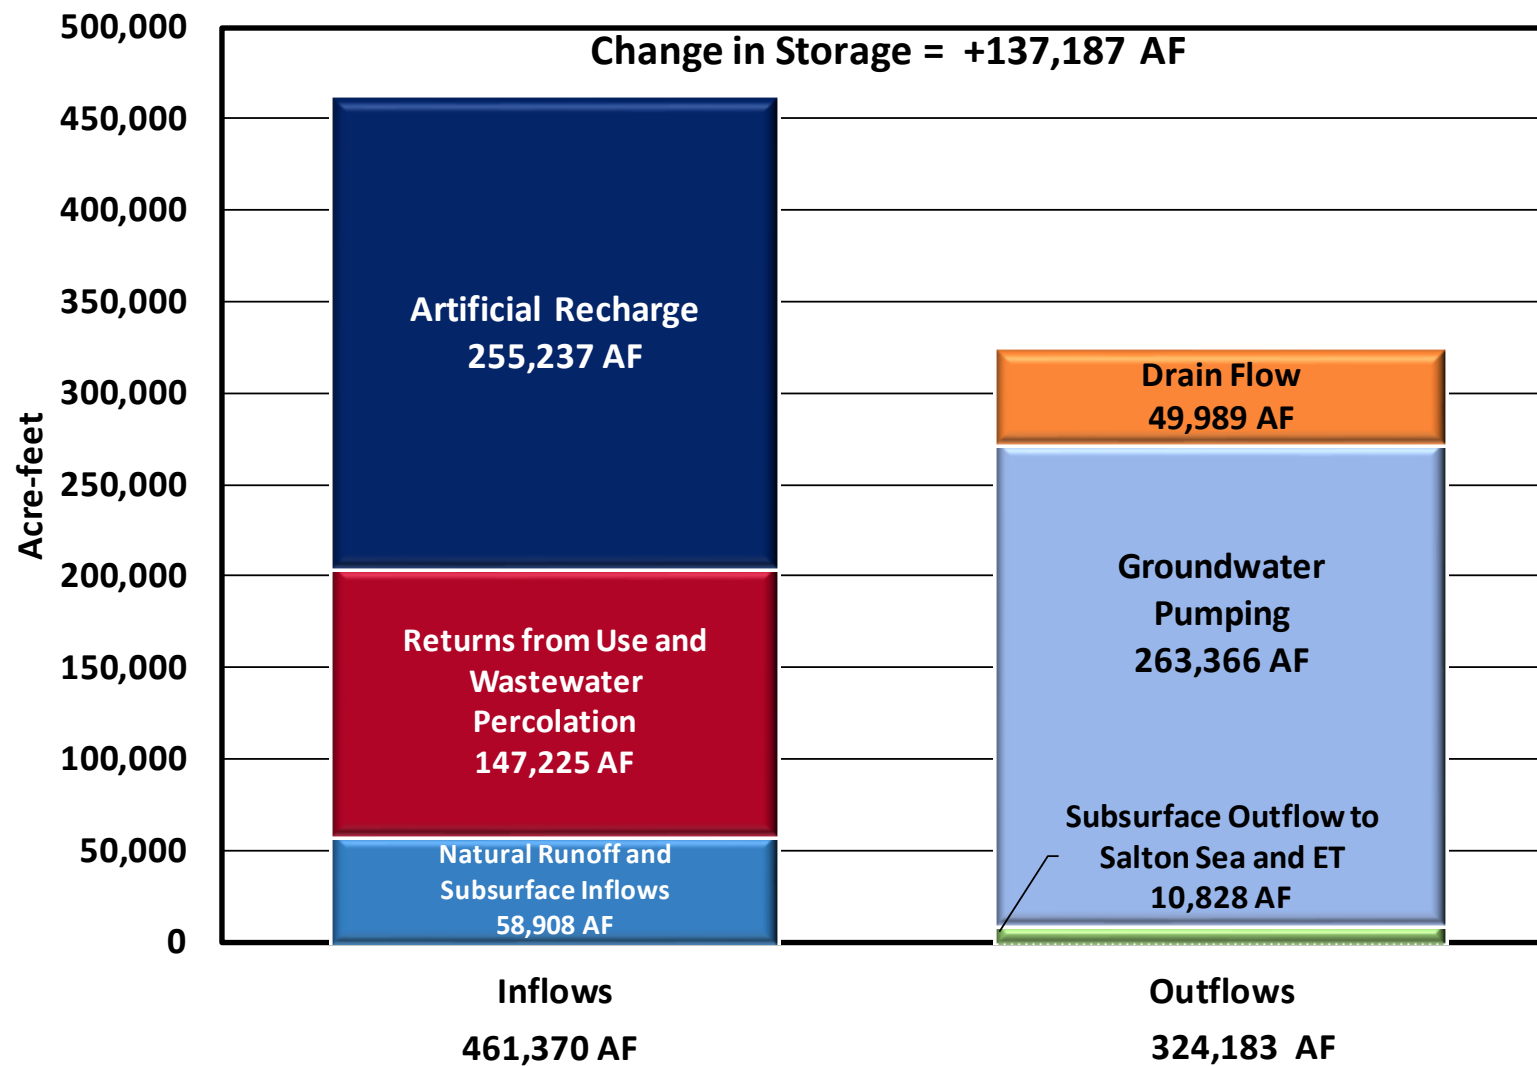 Change in Storage = +137,187 AF
500,000
450,000
400,000
350,000
300,000
250,000
200,000
150,000
100,000
50,000
0
Acre-feet
Artificial Recharge
255,237 AF
Returns from Use and
Wastewater
Percolation
147,225 AF
Natural Runoff and
Subsurface Inflows
58,908 AF
Drain Flow
49,989 AF
Groundwater
Pumping
263,366 AF
Subsurface Outflow to
Salton Sea and ET
10,828 AF
Inflows
461,370 AF
Outflows
324,183 AF